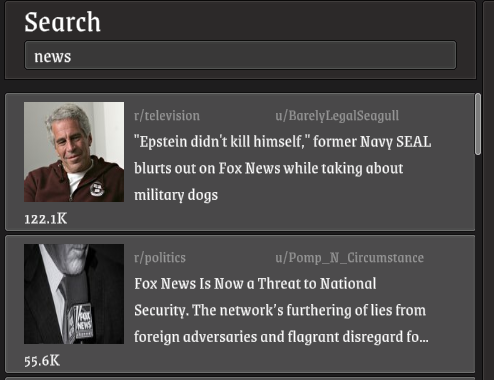 Search
news
r/television u/BarelyLegalSeagull
"Epstein didn't kill himself," former Navy SEAL
blurts out on Fox News while taking about
military dogs
122.1K
r/politics u/Pomp_N_Circumstance
Fox News Is Now a Threat to National
Security. The network's furthering of lies from
foreign adversaries and flagrant disregard fo...
FOX
NEWS
55.6K